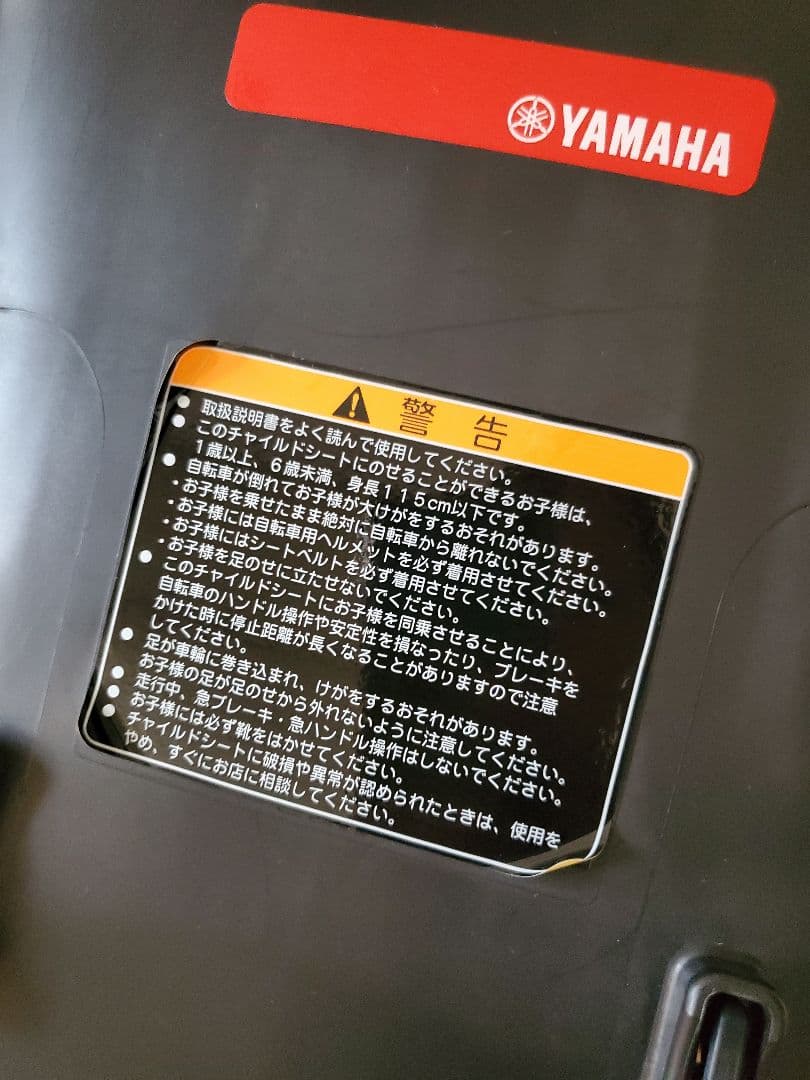 YAMAHA
警告
● 取扱説明書をよく読んで使用してください。
● このチャイルドシートにのせることができるお子様は、
1歳以上、6歳未満、身長115cm以下です。
● 自転車が倒れてお子様が大けがをするおそれがあります。
・お子様を乗せたまま絶対に自転車から離れないでください。
・お子様には自転車用ヘルメットを必ず着用させてください。
・お子様にはシートベルトを必ず着用させてください。
・お子様を足のせに立たせないでください。
● このチャイルドシートにお子様を同乗させることにより、
自転車のハンドル操作や安定性を損なったり、ブレーキを
かけた時に停止距離が長くなることがありますので注意
してください。
● 足が車輪に巻き込まれ、けがをするおそれがあります。
お子様の足が足のせから外れないように注意してください。
● 走行中、急ブレーキ・急ハンドル操作はしないでください。
● お子様には必ず靴をはかせてください。
● チャイルドシートに破損や異常が認められたときは、使用を
やめ、すぐにお店に相談してください。